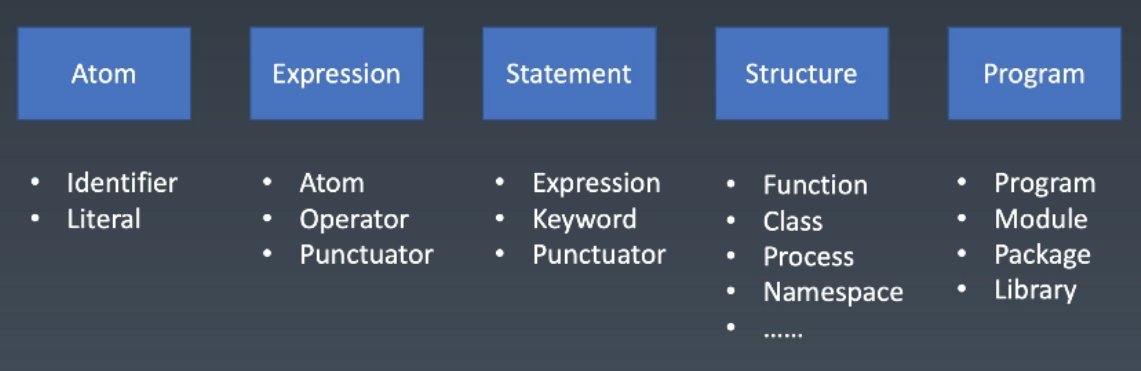 Atom
• Identifier
• Literal
Expression
• Atom
• Operator
• Punctuator
Statement
• Expression
• Keyword
• Punctuator
Structure
• Function
• Class
• Process
• Namespace
• ......
Program
• Program
• Module
• Package
• Library